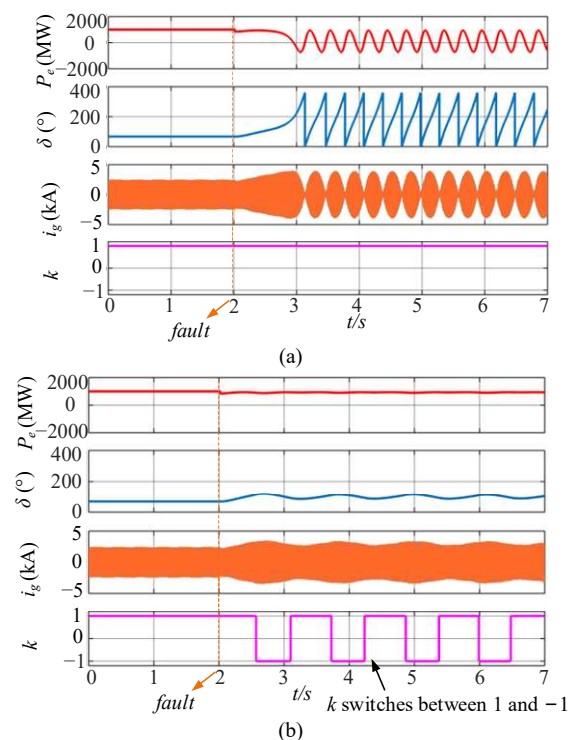 P_e(MW)
2000
0
−2000
δ (°)
400
200
0
i_g(kA)
5
0
−5
k
1
0
−1
0 1 2 3 4 5 6 7
t/s
fault
(a)
P_e(MW)
2000
0
−2000
δ (°)
400
200
0
i_g(kA)
5
0
−5
k
1
0
−1
0 1 2 3 4 5 6 7
t/s
fault
k switches between 1 and −1
(b)